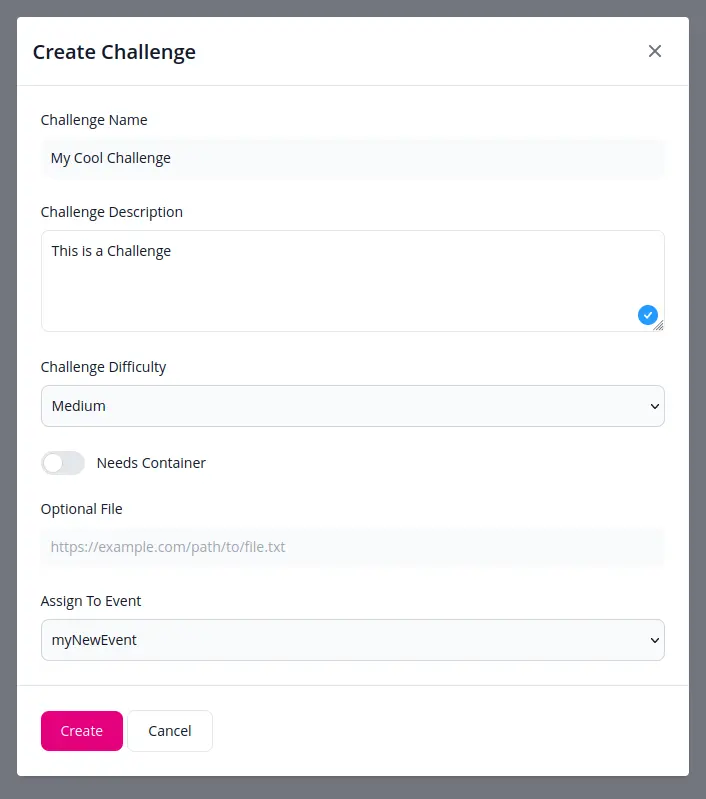 Create Challenge
Challenge Name
My Cool Challenge
Challenge Description
This is a Challenge
Challenge Difficulty
Medium
Needs Container
Optional File
https://example.com/path/to/file.txt
Assign To Event
myNewEvent
Create Cancel